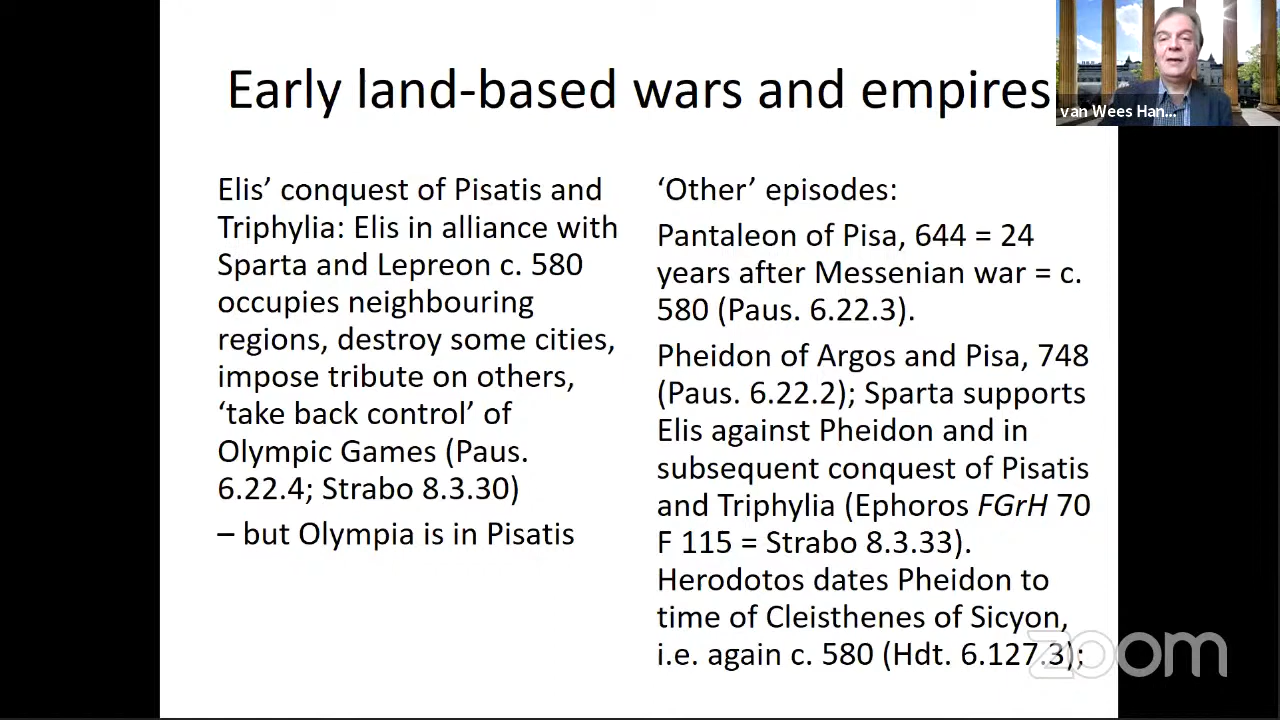 Early land-based wars and empires
van Wees Han...
Elis’ conquest of Pisatis and
Triphylia: Elis in alliance with
Sparta and Lepreon c. 580
occupies neighbouring
regions, destroy some cities,
impose tribute on others,
‘take back control’ of
Olympic Games (Paus.
6.22.4; Strabo 8.3.30)
– but Olympia is in Pisatis
‘Other’ episodes:
Pantaleon of Pisa, 644 = 24
years after Messenian war = c.
580 (Paus. 6.22.3).
Pheidon of Argos and Pisa, 748
(Paus. 6.22.2); Sparta supports
Elis against Pheidon and in
subsequent conquest of Pisatis
and Triphylia (Ephoros FGrH 70
F 115 = Strabo 8.3.33).
Herodotos dates Pheidon to
time of Cleisthenes of Sicyon,
i.e. again c. 580 (Hdt. 6.127.3);
zoom